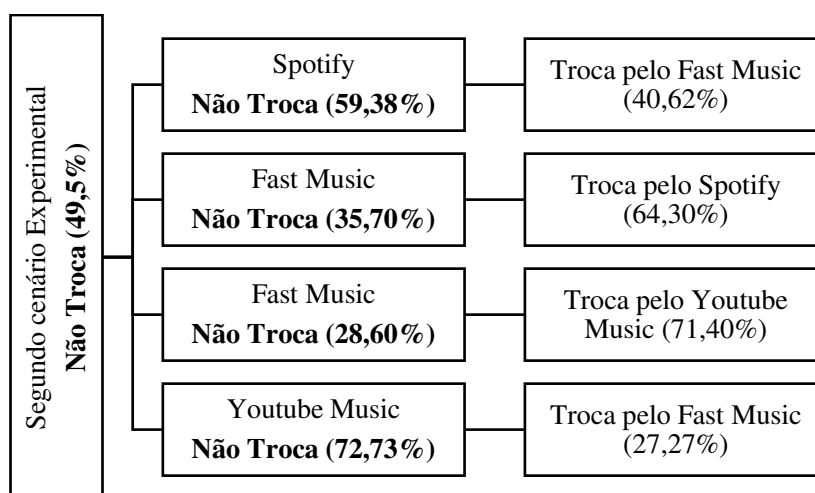 Segundo cenário Experimental
Não Troca (49,5%)
Spotify
Não Troca (59,38%)
Troca pelo Fast Music
(40,62%)
Fast Music
Não Troca (35,70%)
Troca pelo Spotify
(64,30%)
Fast Music
Não Troca (28,60%)
Troca pelo Youtube
Music (71,40%)
Youtube Music
Não Troca (72,73%)
Troca pelo Fast Music
(27,27%)